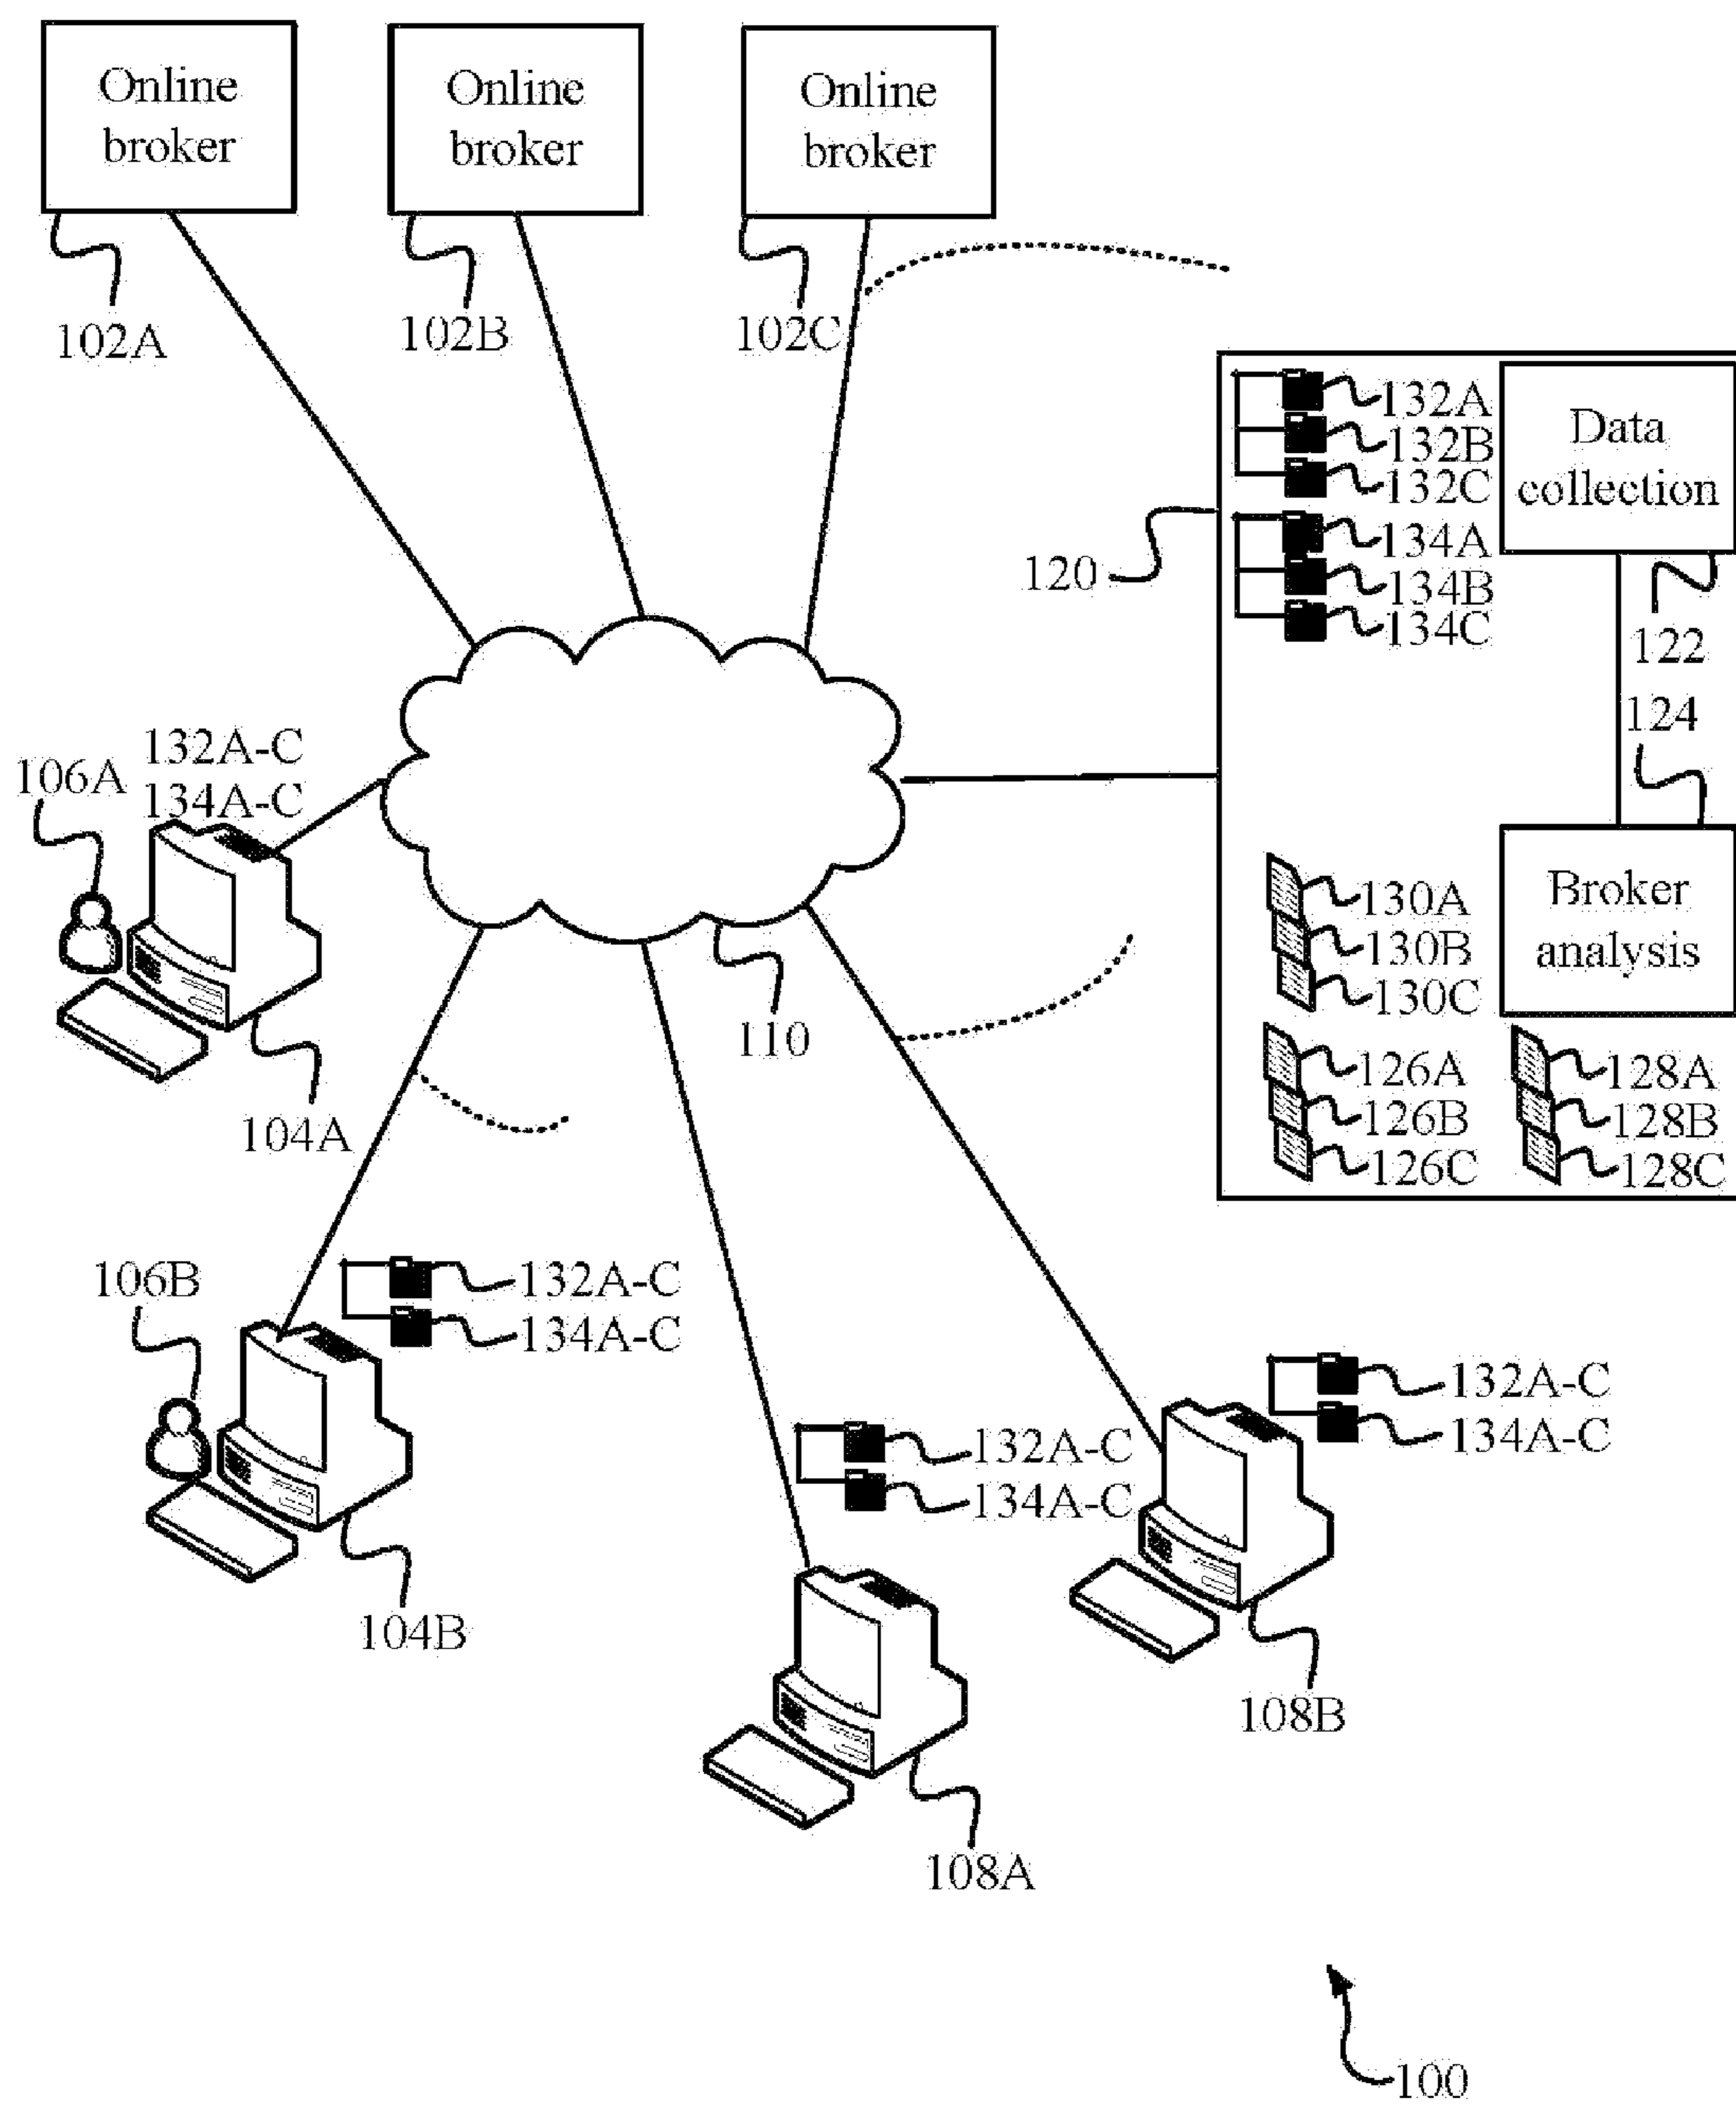 Online
broker
Online
broker
Online
broker
102A
102B
102C
132A
132B
132C
134A
134B
134C
Data
collection
120
122
124
132A-C
134A-C
106A
130A
130B
130C
Broker
analysis
110
126A
126B
126C
128A
128B
128C
104A
106B
132A-C
134A-C
132A-C
134A-C
132A-C
134A-C
104B
108B
108A
100